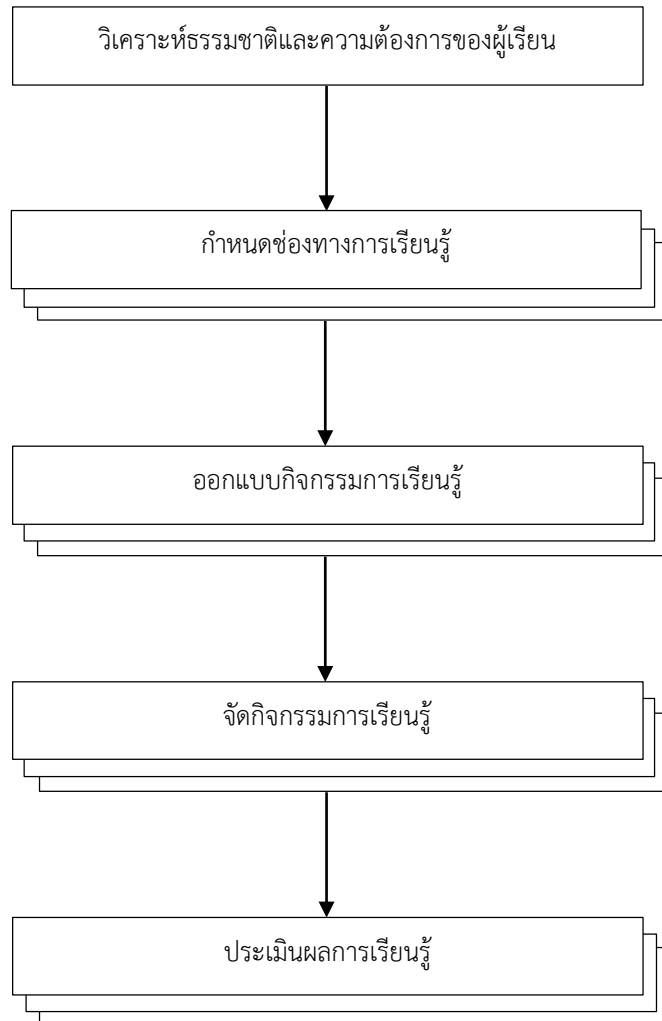 วิเคราะห์ธรรมชาติและความต้องการของผู้เรียน
กำหนดช่องทางการเรียนรู้
ออกแบบกิจกรรมการเรียนรู้
จัดกิจกรรมการเรียนรู้
ประเมินผลการเรียนรู้